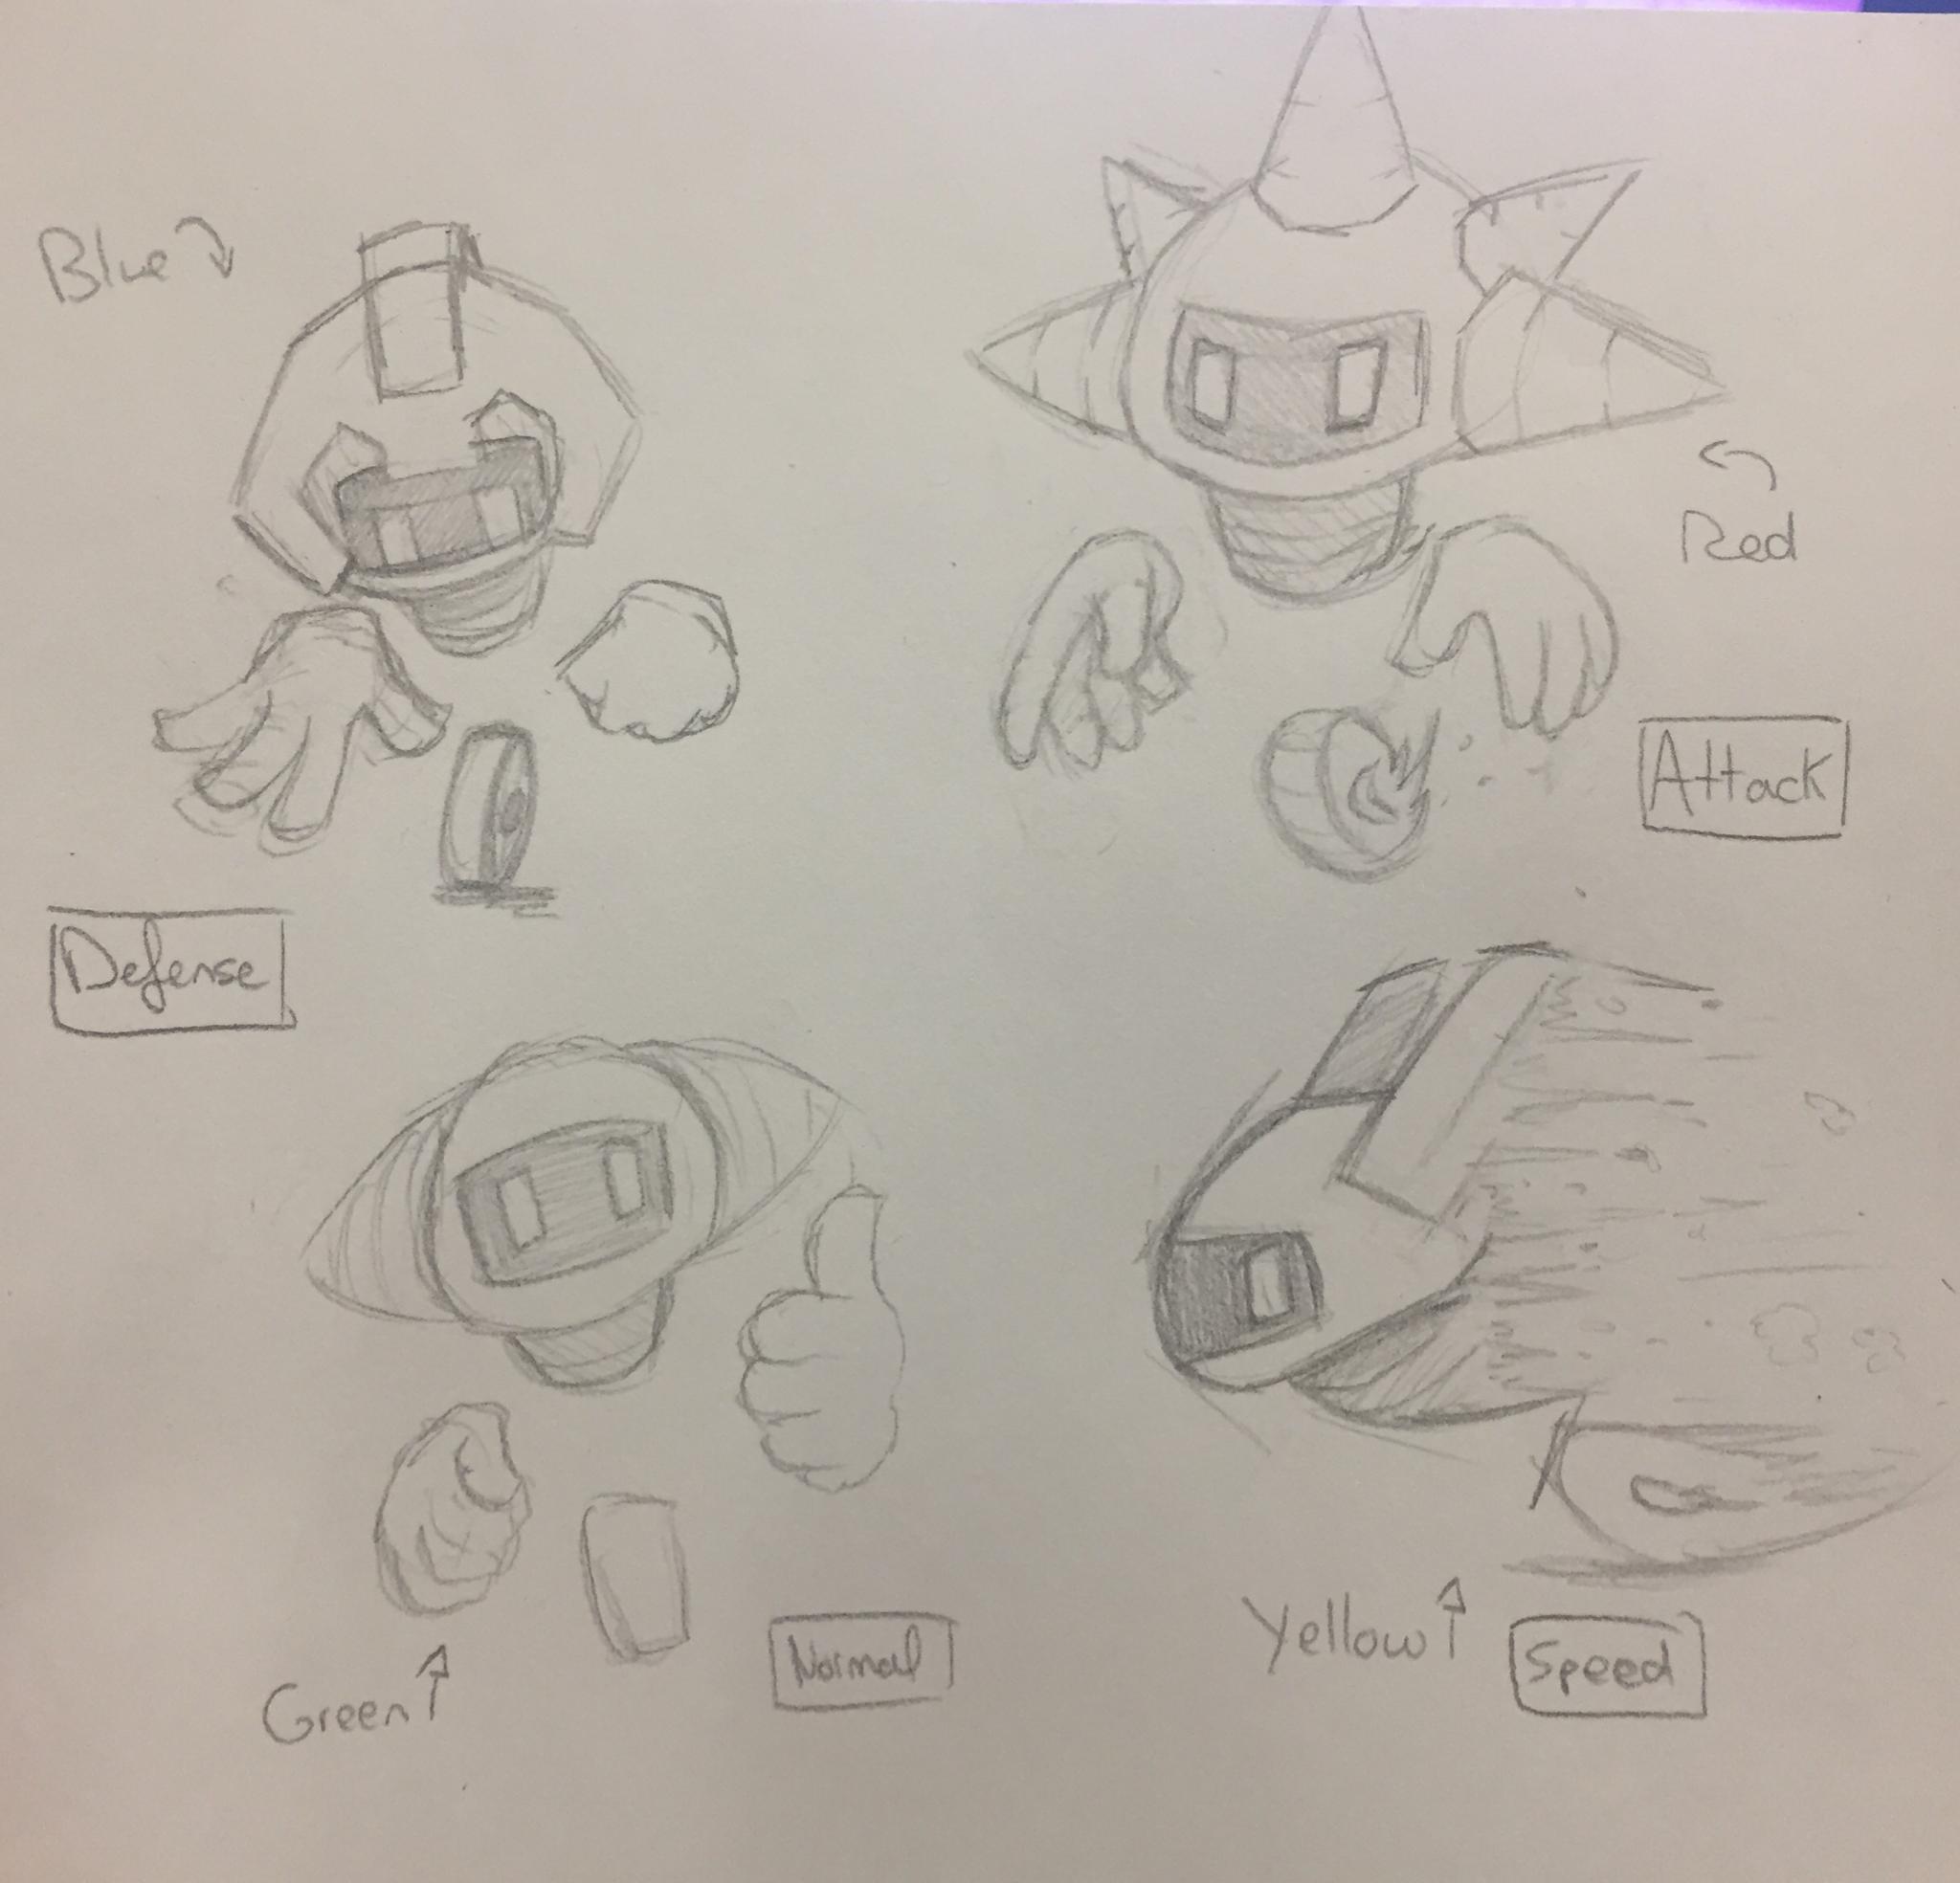 Blue
Red
Attack
Defense
Yellow
Speed
Normal
Green